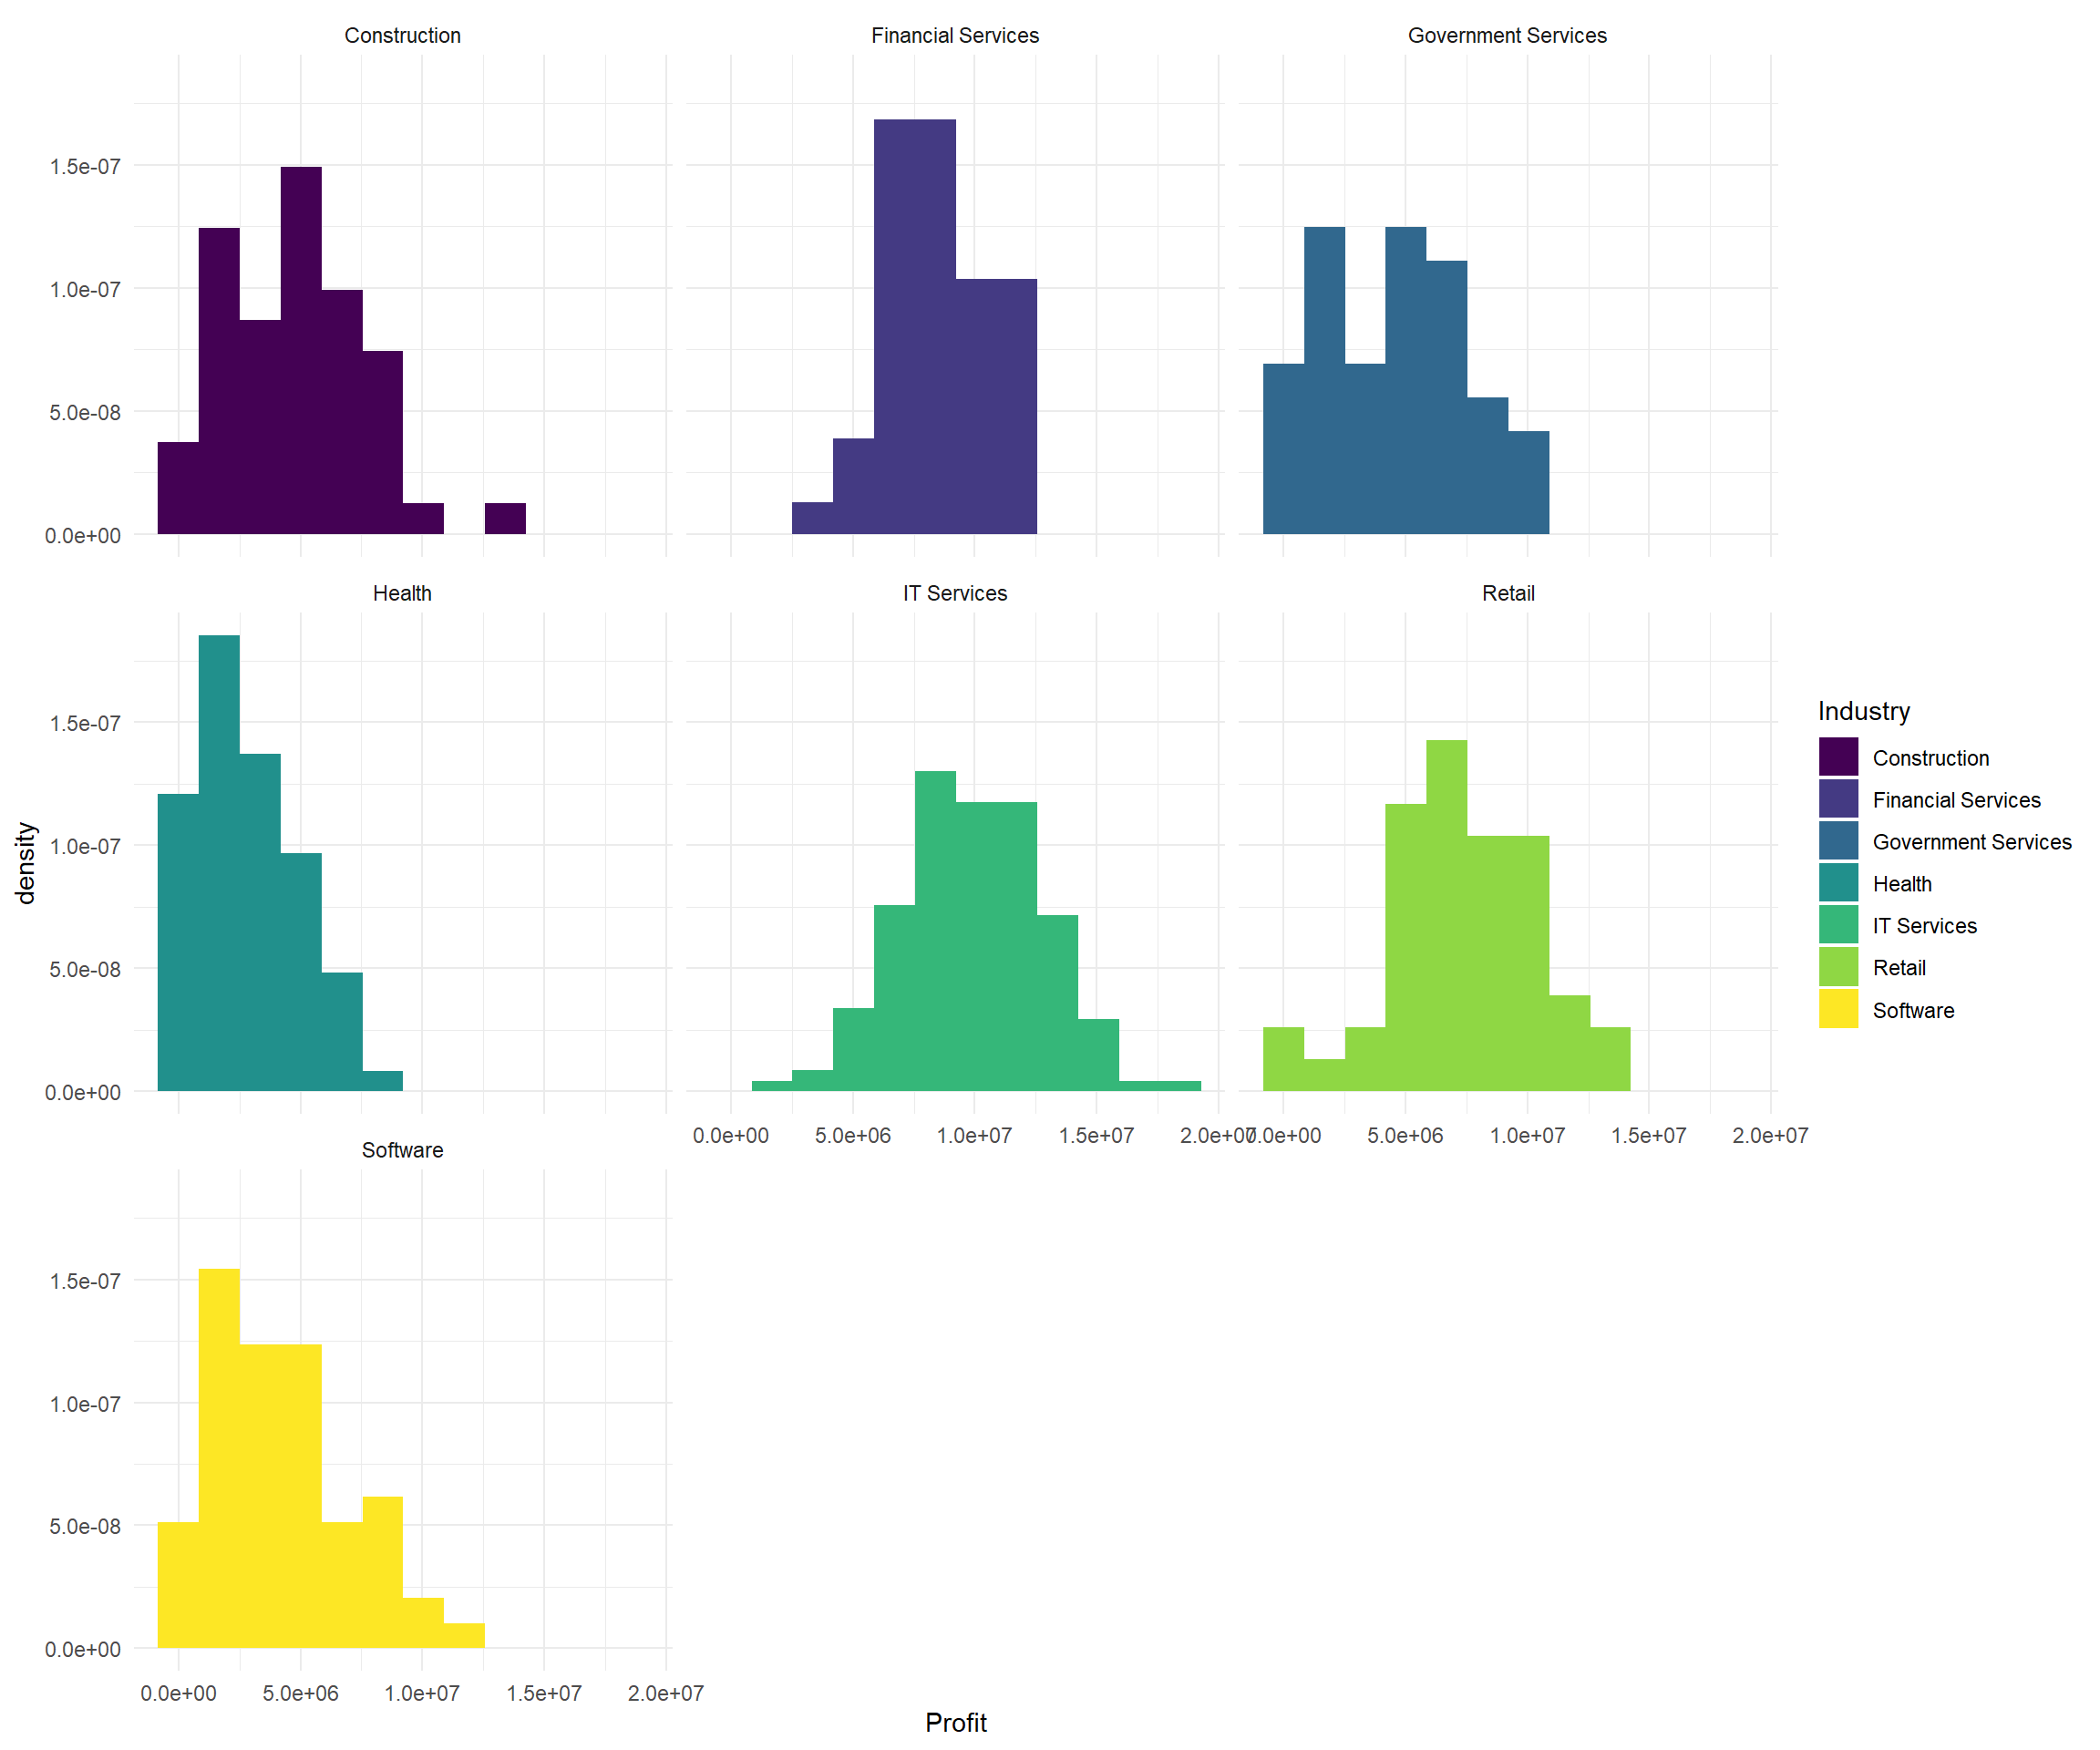 Construction
Financial Services
Government Services
1.5e-07
1.0e-07
5.0e-08
0.0e+00
Health
IT Services
Retail
1.5e-07
1.0e-07
5.0e-08
0.0e+00
0.0e+00 5.0e+06 1.0e+07 1.5e+07 2.0e+07
0.0e+00 5.0e+06 1.0e+07 1.5e+07 2.0e+07
Software
1.5e-07
1.0e-07
5.0e-08
0.0e+00
0.0e+00 5.0e+06 1.0e+07 1.5e+07 2.0e+07
density
Profit
Industry
Construction
Financial Services
Government Services
Health
IT Services
Retail
Software